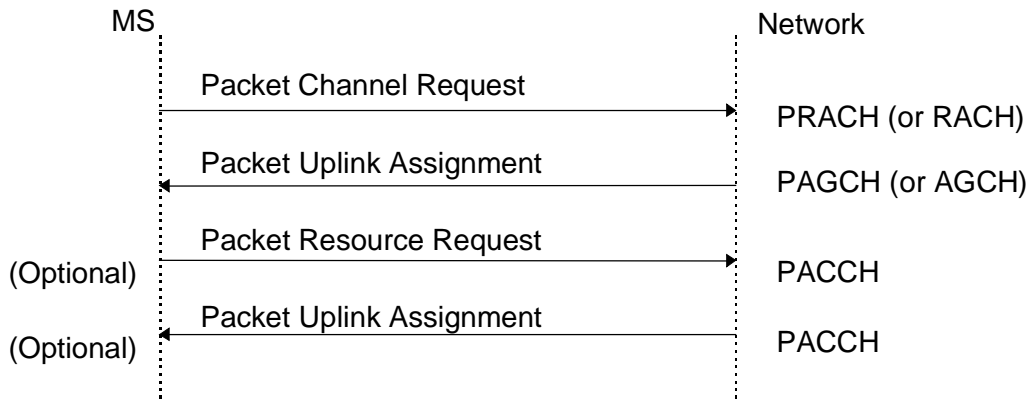 MS
Network
Packet Channel Request
PRACH (or RACH)
Packet Uplink Assignment
PAGCH (or AGCH)
Packet Resource Request
(Optional)
PACCH
Packet Uplink Assignment
(Optional)
PACCH